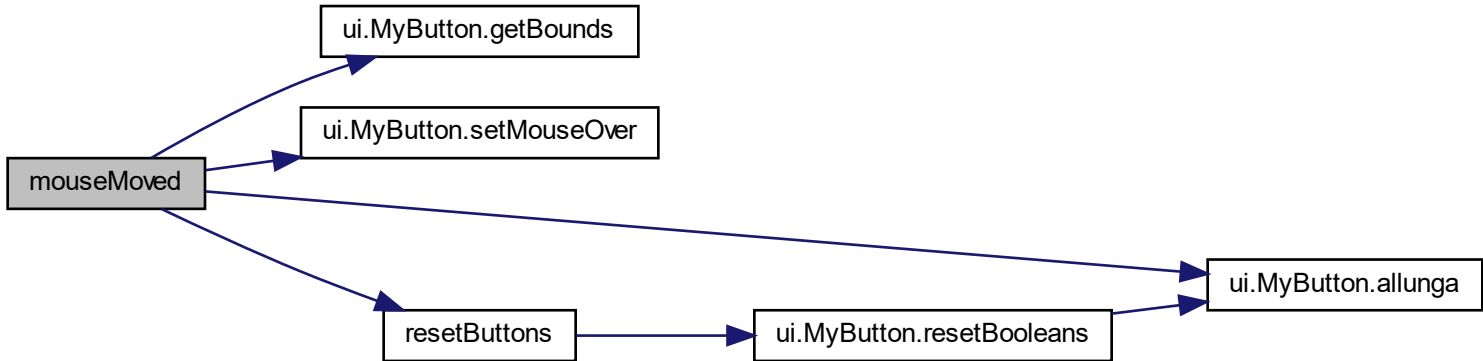 ui.MyButton.getBounds
ui.MyButton.setMouseOver
mouseMoved
ui.MyButton.allunga
resetButtons
ui.MyButton.resetBooleans